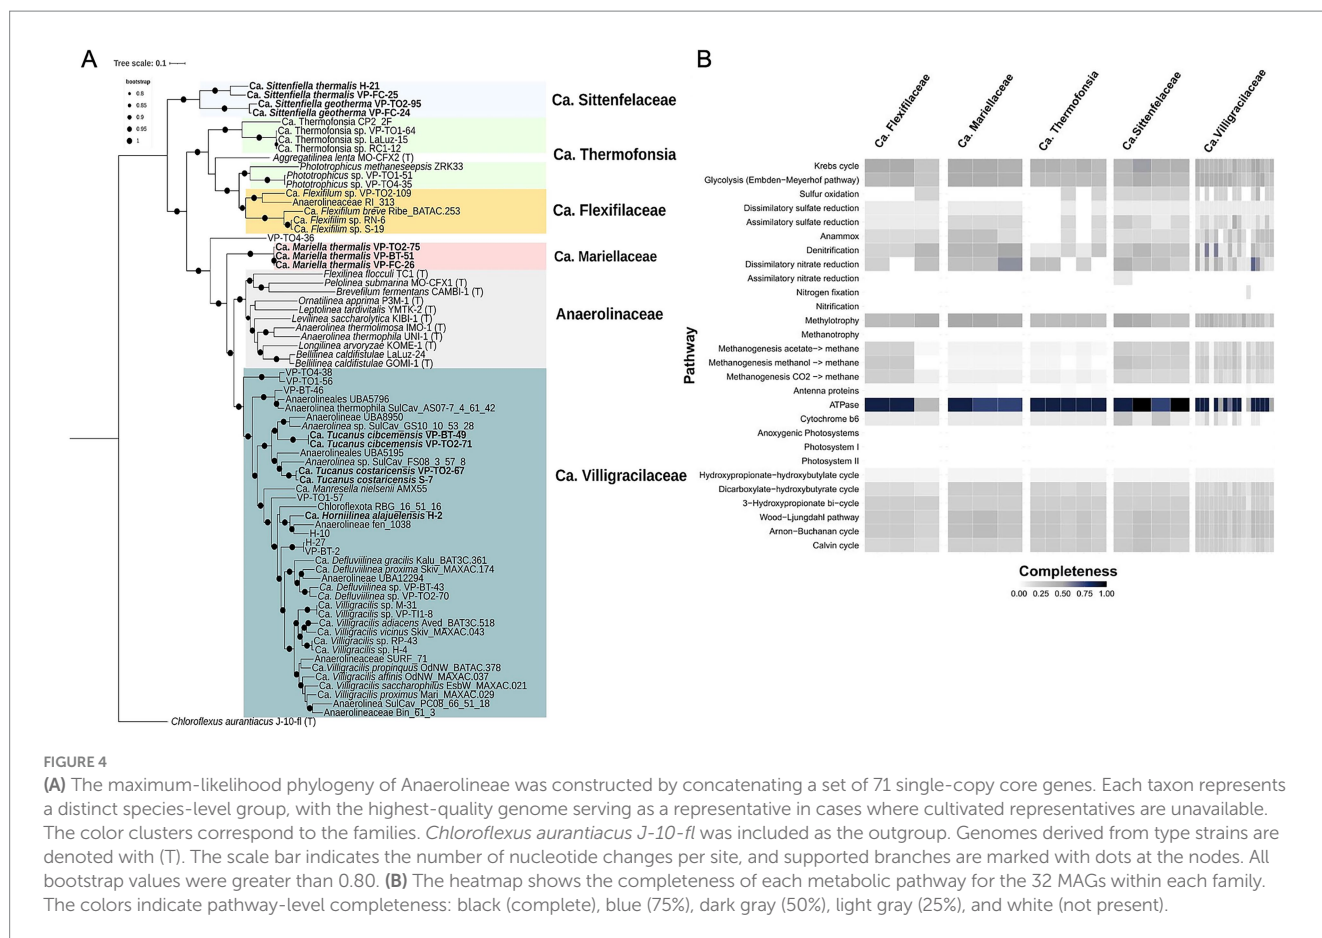 A
Tree scale: 0.1
bootstrap
0.8
0.85
0.9
0.95
1
Ca. Sittenfiella thermalis H-21
Ca. Sittenfiella thermalis VP-FC-25
Ca. Sittenfiella geotherma VP-TO2-95
Ca. Sittenfiella geotherma VP-FC-24
Ca. Thermofonsia CP2_2F
Ca. Thermofonsia sp. VP-TO1-64
Ca. Thermofonsia sp. LaLuz-15
Ca. Thermofonsia sp. RC1-12
Aggregatilinea lenta MO-CFX2 (T)
Phototrophicus methaneseepsis ZRK33
Phototrophicus sp. VP-TO1-51
Phototrophicus sp. VP-TO4-35
Ca. Flexifilum sp. VP-TO2-109
Anaerolineaceae RI_313
Ca. Flexifilum breve Ribe_BATAC.253
Ca. Flexifilim sp. RN-6
Ca. Flexifilim sp. S-19
VP-TO4-36
Ca. Mariella thermalis VP-TO2-75
Ca. Mariella thermalis VP-BT-51
Ca. Mariella thermalis VP-FC-26
Flexilinea flocculi TC1 (T)
Pelolinea submarina MO-CFX1 (T)
Brevefilum fermentans CAMBI-1 (T)
Ornatilinea apprima P3M-1 (T)
Leptolinea tardivitalis YMTK-2 (T)
Levilinea saccharolytica KIBI-1 (T)
Anaerolinea thermolimosa IMO-1 (T)
Anaerolinea thermophila UNI-1 (T)
Longilinea arvoryzae KOME-1 (T)
Bellilinea caldifistulae LaLuz-24
Bellilinea caldifistulae GOMI-1 (T)
VP-TO4-38
VP-TO1-56
VP-BT-46
Anaerolineales UBA5796
Anaerolinea thermophila SulCav_AS07-7_4_61_42
Anaerolineae UBA8950
Anaerolinea sp. SulCav_GS10_10_53_28
Ca. Tucanus cibcemensis VP-BT-49
Ca. Tucanus cibcemensis VP-TO2-71
Anaerolineales UBA5195
Anaerolinea sp. SulCav_FS08_3_57_8
Ca. Tucanus costaricensis VP-TO2-67
Ca. Tucanus costaricensis S-7
Ca. Manresella nielsenii AMX55
VP-TO1-57
Chloroflexota RBG_16_51_16
Ca. Horniilinea alajuelensis H-2
Anaerolineae fen_1038
H-10
H-27
VP-BT-2
Ca. Defluviilinea gracilis Kalu_BAT3C.361
Ca. Defluviilinea proxima Skiv_MAXAC.174
Anaerolineae UBA12294
Ca. Defluviilinea sp. VP-BT-43
Ca. Defluviilinea sp. VP-TO2-70
Ca. Villigracilis sp. M-31
Ca. Villigracilis sp. VP-TI1-8
Ca. Villigracilis adiacens Aved_BAT3C.518
Ca. Villigracilis vicinus Skiv_MAXAC.043
Ca. Villigracilis sp. RP-43
Ca. Villigracilis sp. H-4
Anaerolineaceae SURF_71
Ca. Villigracilis propinquus OdNW_BATAC.378
Ca. Villigracilis affinis OdNW_MAXAC.037
Ca. Villigracilis saccharophilus EsbW_MAXAC.021
Ca. Villigracilis proximus Mari_MAXAC.029
Anaerolinea SulCav_PC08_66_51_18
Anaerolineaceae Bin_61_3
Chloroflexus aurantiacus J-10-fl (T)
Ca. Sittenfelaceae
Ca. Thermofonsia
Ca. Flexifilaceae
Ca. Mariellaceae
Anaerolinaceae
Ca. Villigracilaceae
B
Ca. Flexifilaceae
Ca. Mariellaceae
Ca. Thermofonsia
Ca.Sittenfelaceae
Ca.Villigracilaceae
Pathway
Krebs cycle
Glycolysis (Embden-Meyerhof pathway)
Sulfur oxidation
Dissimilatory sulfate reduction
Assimilatory sulfate reduction
Anammox
Denitrification
Dissimilatory nitrate reduction
Assimilatory nitrate reduction
Nitrogen fixation
Nitrification
Methylotrophy
Methanotrophy
Methanogenesis acetate-> methane
Methanogenesis methanol -> methane
Methanogenesis CO2 -> methane
Antenna proteins
ATPase
Cytochrome b6
Anoxygenic Photosystems
Photosystem I
Photosystem II
Hydroxypropionate-hydroxybutylate cycle
Dicarboxylate-hydroxybutyrate cycle
3-Hydroxypropionate bi-cycle
Wood-Ljungdahl pathway
Arnon-Buchanan cycle
Calvin cycle
Completeness
0.00 0.25 0.50 0.75 1.00
FIGURE 4
(A) The maximum-likelihood phylogeny of Anaerolineae was constructed by concatenating a set of 71 single-copy core genes. Each taxon represents
a distinct species-level group, with the highest-quality genome serving as a representative in cases where cultivated representatives are unavailable.
The color clusters correspond to the families. Chloroflexus aurantiacus J-10-fl was included as the outgroup. Genomes derived from type strains are
denoted with (T). The scale bar indicates the number of nucleotide changes per site, and supported branches are marked with dots at the nodes. All
bootstrap values were greater than 0.80. (B) The heatmap shows the completeness of each metabolic pathway for the 32 MAGs within each family.
The colors indicate pathway-level completeness: black (complete), blue (75%), dark gray (50%), light gray (25%), and white (not present).